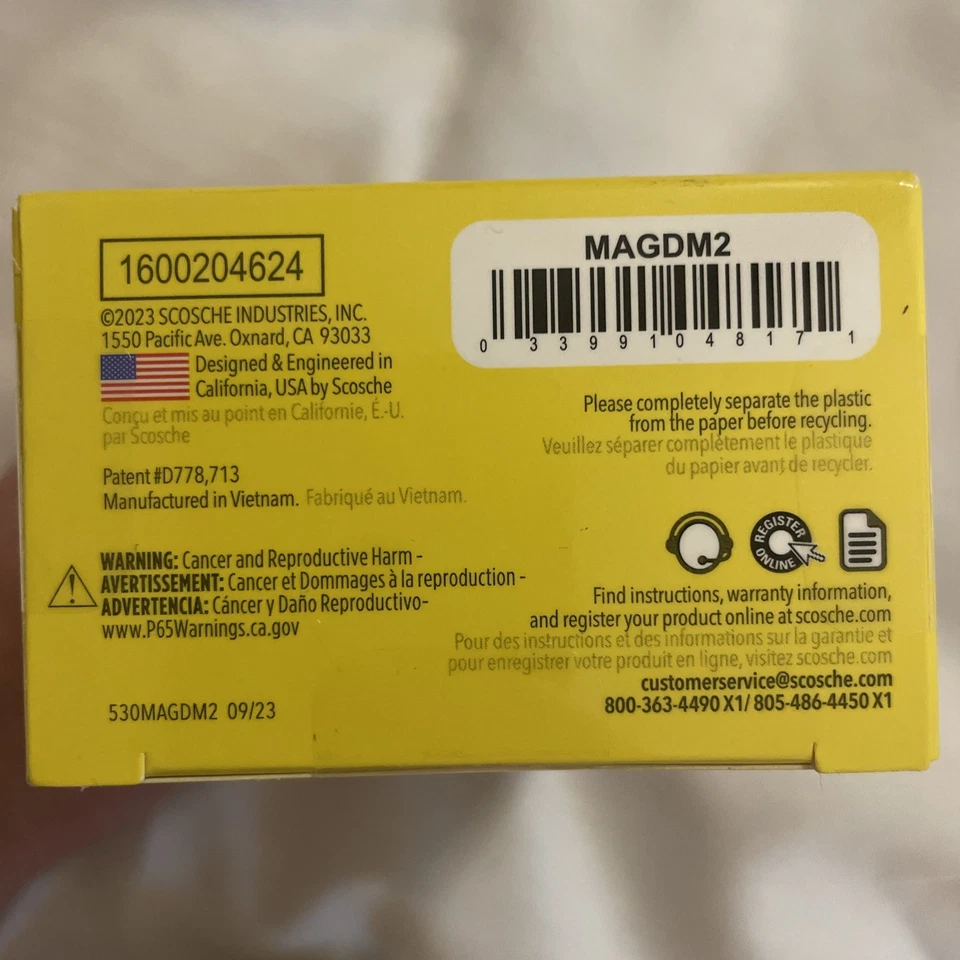 1600204624
©2023 SCOSCHE INDUSTRIES, INC.
1550 Pacific Ave. Oxnard, CA 93033
Designed & Engineered in
California, USA by Scosche
Conçu et mis au point en Californie, É.-U.
par Scosche
Patent #D778,713
Manufactured in Vietnam. Fabriqué au Vietnam.
WARNING: Cancer and Reproductive Harm -
AVERTISSEMENT: Cancer et Dommages à la reproduction -
ADVERTENCIA: Cáncer y Daño Reproductivo-
www.P65Warnings.ca.gov
530MAGDM2 09/23
MAGDM2
0 33991 04817 1
Please completely separate the plastic
from the paper before recycling.
Veuillez séparer complètement le plastique
du papier avant de recycler.
REGISTER
ONLINE
Find instructions, warranty information,
and register your product online at scosche.com
Pour des instructions et des informations sur la garantie et
pour enregistrer votre produit en ligne, visitez scosche.com
customerservice@scosche.com
800-363-4490 X1/ 805-486-4450 X1